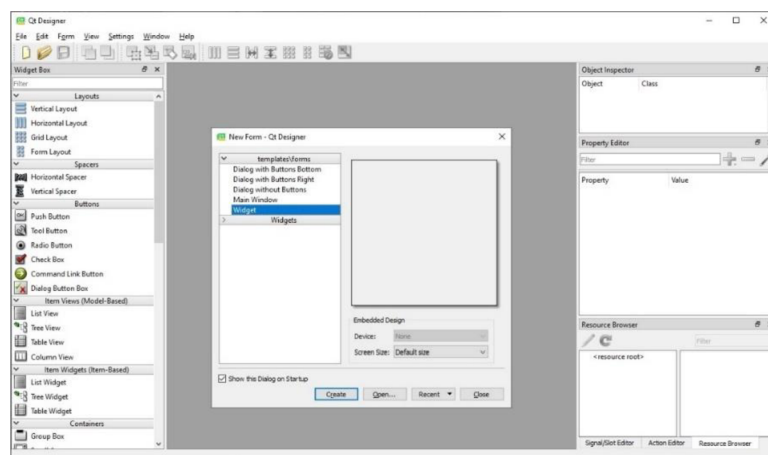 Qt Designer
File Edit Form View Settings Window Help
Widget Box
Filter
Layouts
Vertical Layout
Horizontal Layout
Grid Layout
Form Layout
Spacers
Horizontal Spacer
Vertical Spacer
Buttons
Push Button
Tool Button
Radio Button
Check Box
Command Link Button
Dialog Button Box
Item Views (Model-Based)
List View
Tree View
Table View
Column View
Item Widgets (Item-Based)
List Widget
Tree Widget
Table Widget
Containers
Group Box
New Form - Qt Designer
templates\forms
Dialog with Buttons Bottom
Dialog with Buttons Right
Dialog without Buttons
Main Window
Widget
Widgets
Embedded Design
Device: None
Screen Size: Default size
Show this Dialog on Startup
Create Open... Recent Close
Object Inspector
Object Class
Property Editor
Filter
Property Value
Resource Browser
Filter
<resource root>
Signal/Slot Editor Action Editor Resource Browser